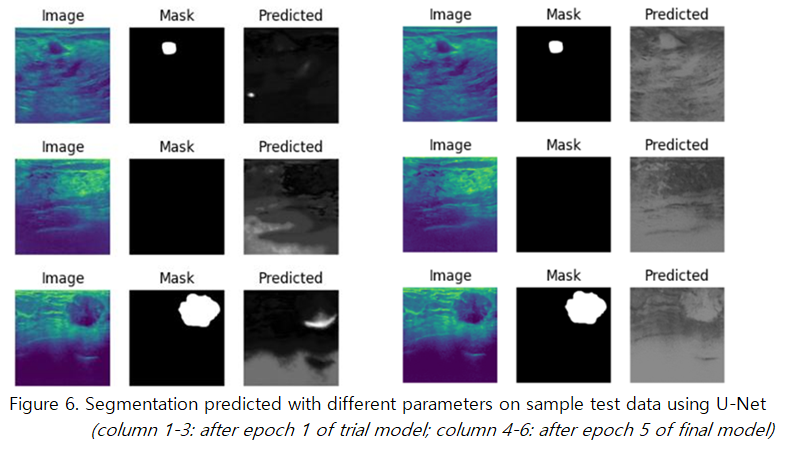 Image Mask Predicted Image Mask Predicted
Image Mask Predicted Image Mask Predicted
Image Mask Predicted Image Mask Predicted
Figure 6. Segmentation predicted with different parameters on sample test data using U-Net
(column 1-3: after epoch 1 of trial model; column 4-6: after epoch 5 of final model)